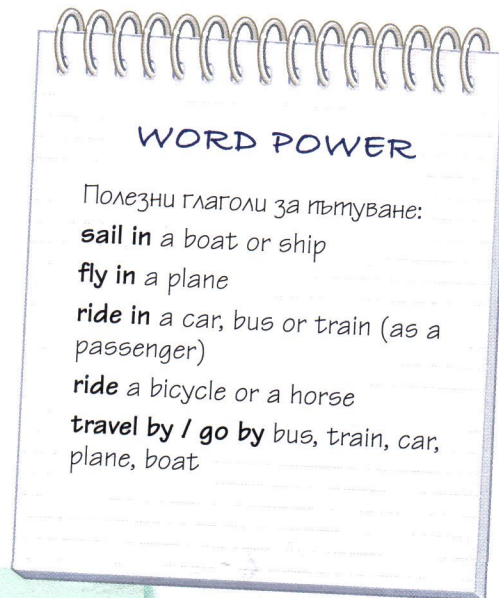 WORD POWER
Полезни глаголи за пътуване:
sail in a boat or ship
fly in a plane
ride in a car, bus or train (as a
passenger)
ride a bicycle or a horse
travel by / go by bus, train, car,
plane, boat